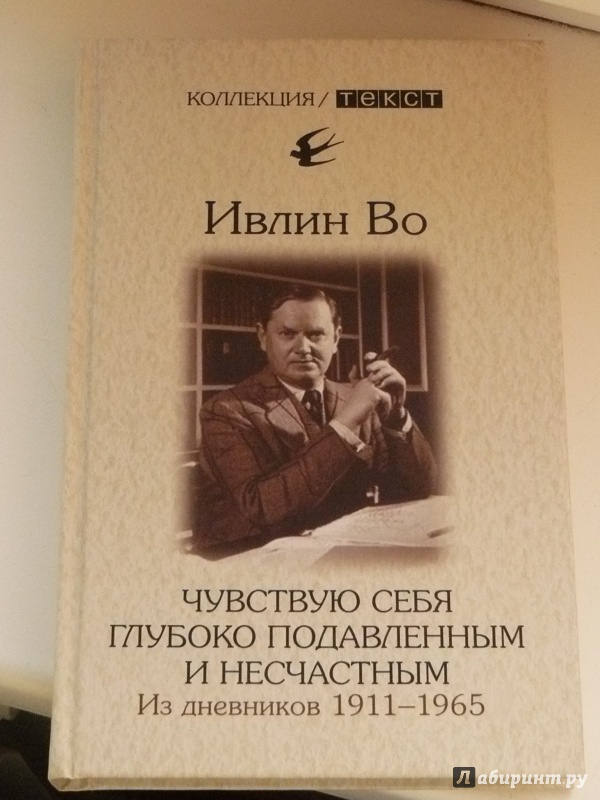 КОЛЛЕКЦИЯ / текст
Ивлин Во
ЧУВСТВУЮ СЕБЯ
ГЛУБОКО ПОДАВЛЕННЫМ
И НЕСЧАСТНЫМ
Из дневников 1911–1965
Лабиринт.ру